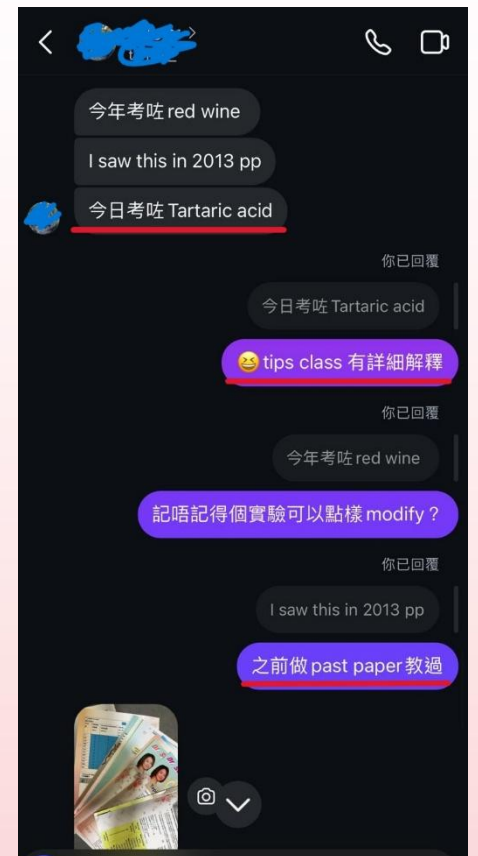 今年考咗 red wine
I saw this in 2013 pp
今日考咗 Tartaric acid
你已回覆
今日考咗 Tartaric acid
😆 tips class 有詳細解釋
你已回覆
今年考咗 red wine
記唔記得個實驗可以點樣 modify？
你已回覆
I saw this in 2013 pp
之前做 past paper 教過